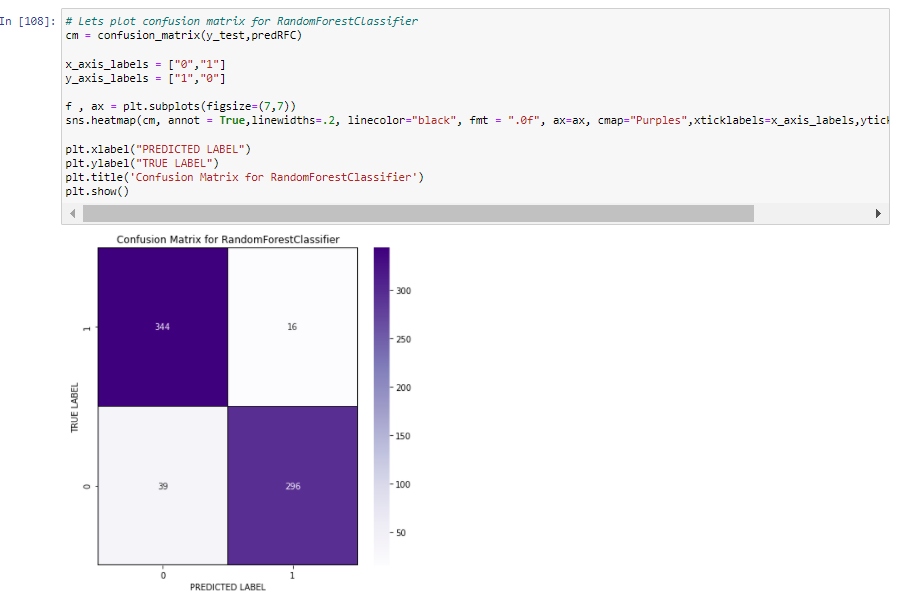 In [108]:
# Lets plot confusion matrix for RandomForestClassifier
cm = confusion_matrix(y_test,predRFC)
x_axis_labels = ["0","1"]
y_axis_labels = ["1","0"]
f , ax = plt.subplots(figsize=(7,7))
sns.heatmap(cm, annot = True,linewidths=.2, linecolor="black", fmt = ".0f", ax=ax, cmap="Purples",xticklabels=x_axis_labels,ytick
plt.xlabel("PREDICTED LABEL")
plt.ylabel("TRUE LABEL")
plt.title('Confusion Matrix for RandomForestClassifier')
plt.show()
Confusion Matrix for RandomForestClassifier
344
16
39
296
1
0
TRUE LABEL
0
1
PREDICTED LABEL
300
250
200
150
100
50